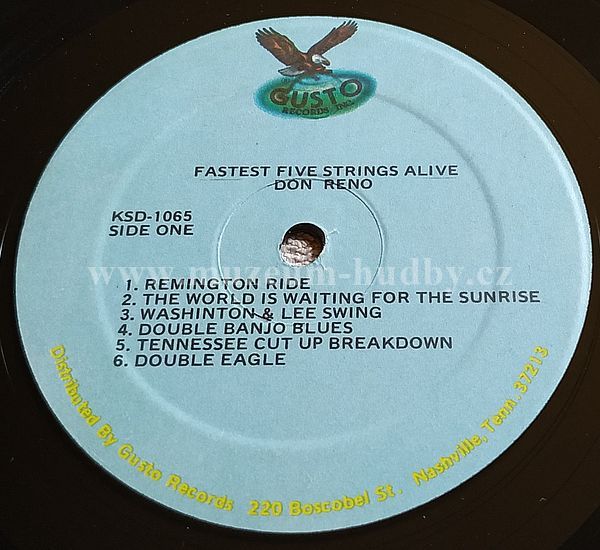 GUSTO
RECORDS INC.
FASTEST FIVE STRINGS ALIVE
DON RENO
KSD-1065
SIDE ONE
www.muzeum-hudby.cz
1. REMINGTON RIDE
2. THE WORLD IS WAITING FOR THE SUNRISE
3. WASHINTON & LEE SWING
4. DOUBLE BANJO BLUES
5. TENNESSEE CUT UP BREAKDOWN
6. DOUBLE EAGLE
Distributed By Gusto Records 220 Boscobel St. Nashville, Tenn. 37213